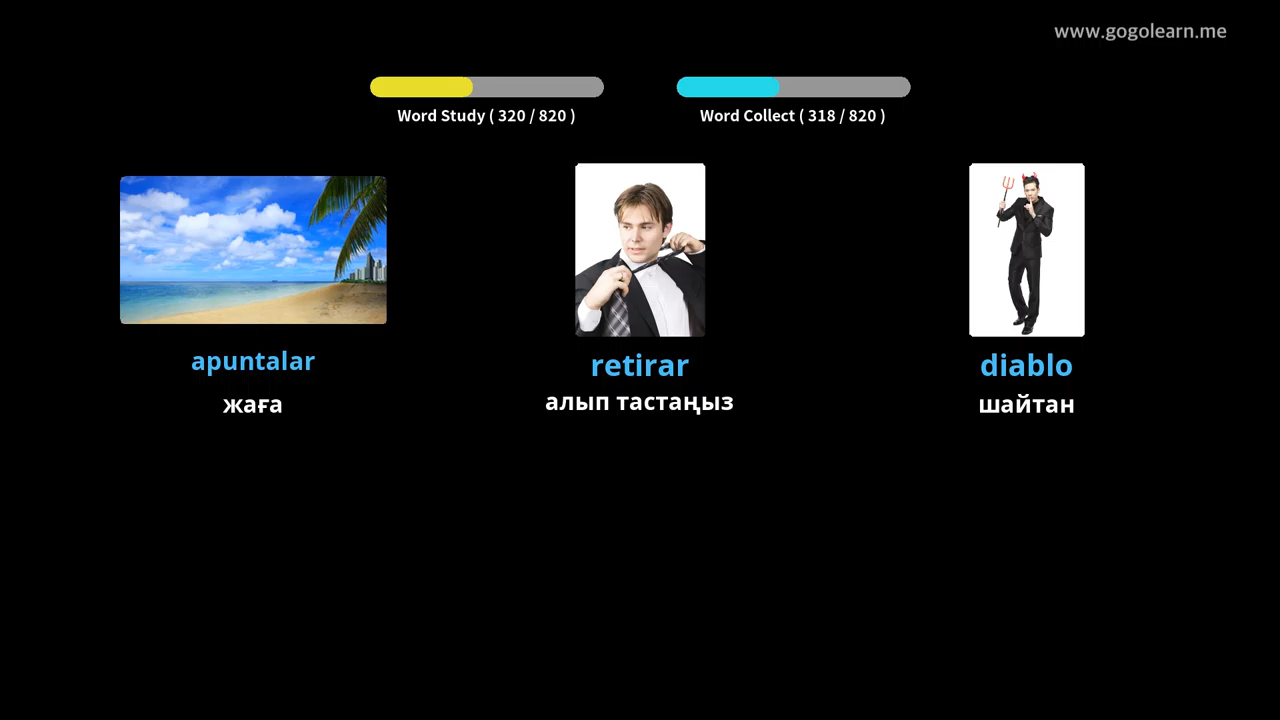 www.gogolearn.me
Word Study ( 320 / 820 )
Word Collect ( 318 / 820 )
apuntalar
жаға
retirar
алып тастаңыз
diablo
шайтан